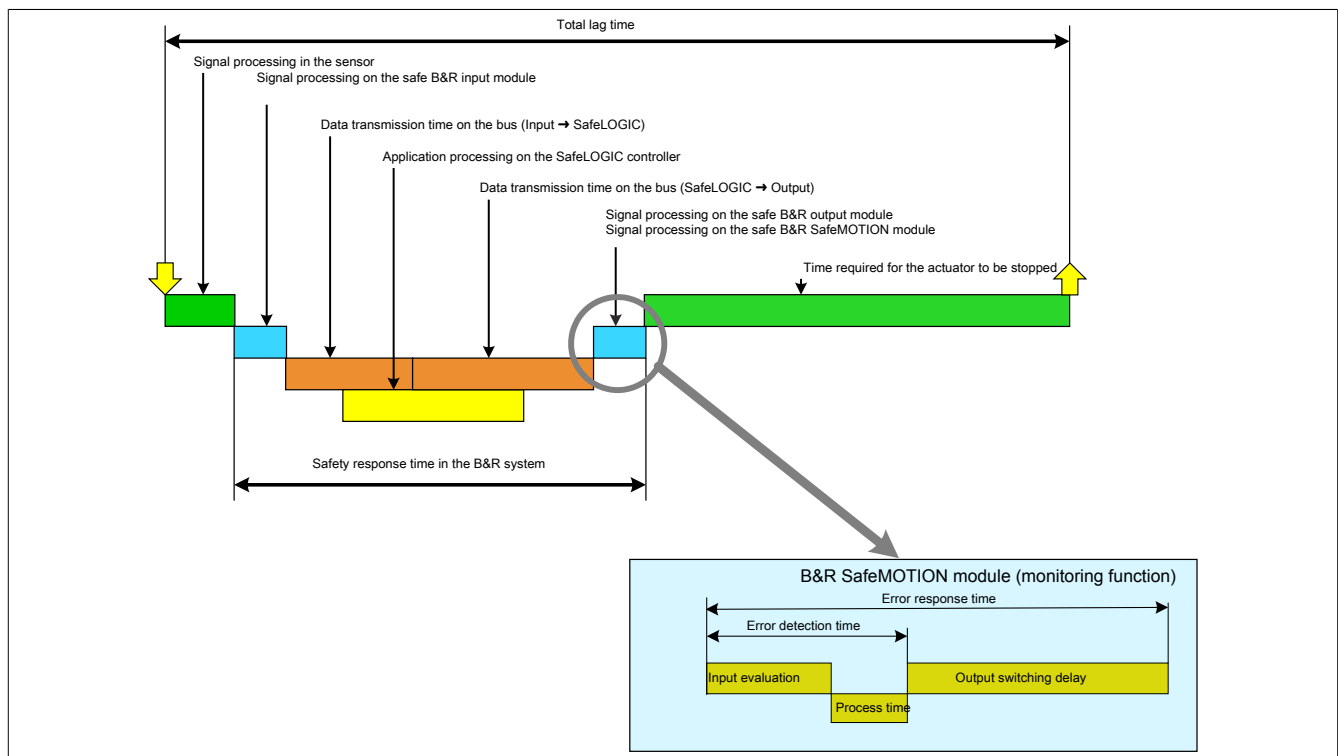 Total lag time
Signal processing in the sensor
Signal processing on the safe B&R input module
Data transmission time on the bus (Input ➜ SafeLOGIC)
Application processing on the SafeLOGIC controller
Data transmission time on the bus (SafeLOGIC ➜ Output)
Signal processing on the safe B&R output module
Signal processing on the safe B&R SafeMOTION module
Time required for the actuator to be stopped
Safety response time in the B&R system
B&R SafeMOTION module (monitoring function)
Error response time
Error detection time
Input evaluation
Output switching delay
Process time